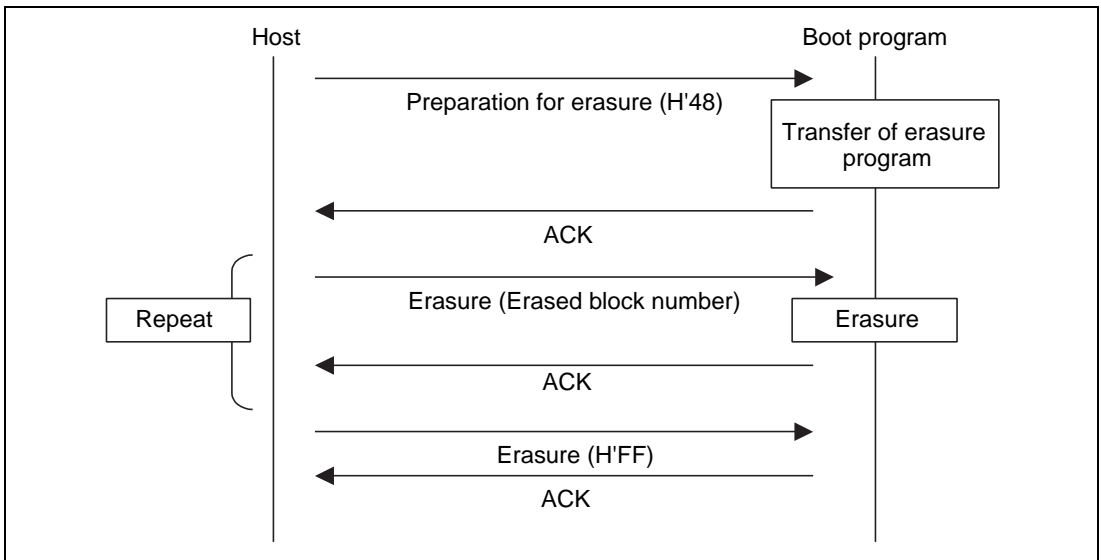 Host
Boot program
Preparation for erasure (H'48)
Transfer of erasure
program
ACK
Erasure (Erased block number)
Repeat
Erasure
ACK
Erasure (H'FF)
ACK